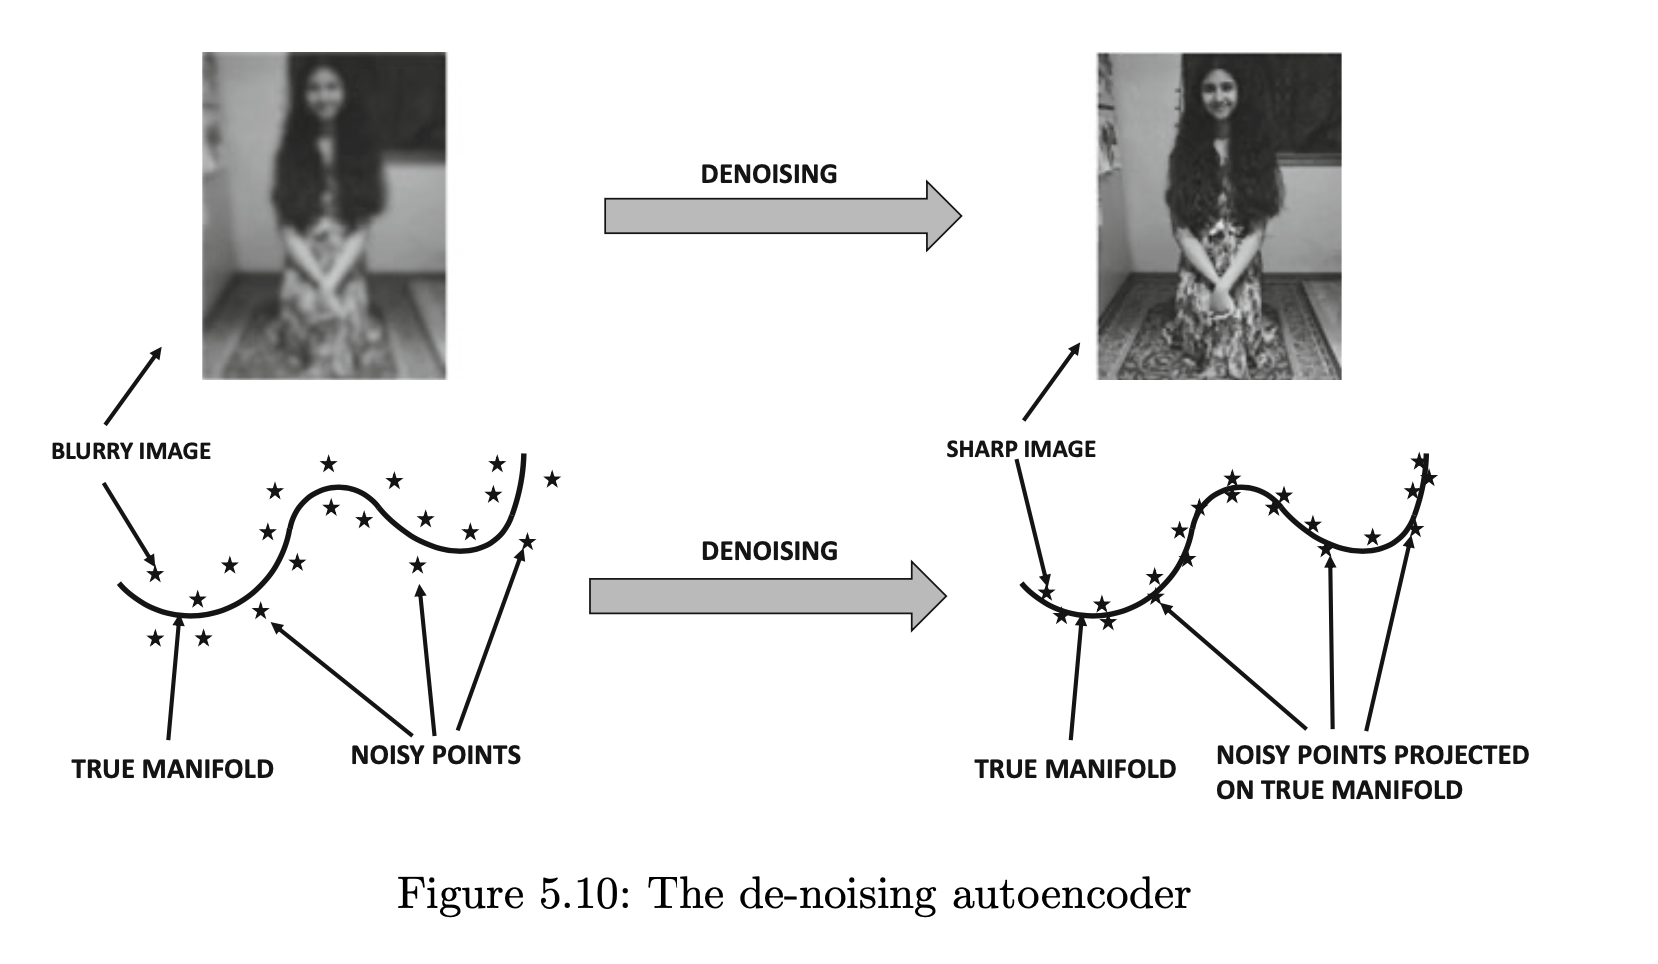 DENOISING
BLURRY IMAGE
SHARP IMAGE
DENOISING
TRUE MANIFOLD
NOISY POINTS
TRUE MANIFOLD
NOISY POINTS PROJECTED
ON TRUE MANIFOLD
Figure 5.10: The de-noising autoencoder